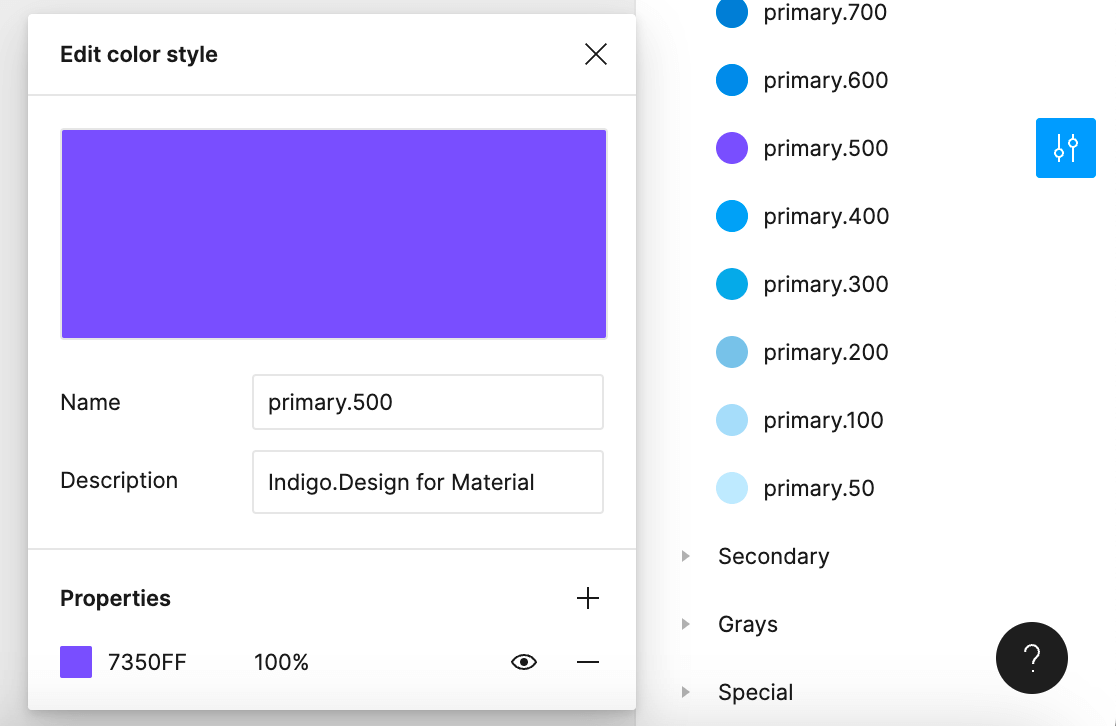 Edit color style
Name
primary.500
Description
Indigo.Design for Material
Properties
7350FF
100%
primary.700
primary.600
primary.500
primary.400
primary.300
primary.200
primary.100
primary.50
Secondary
Grays
Special
?